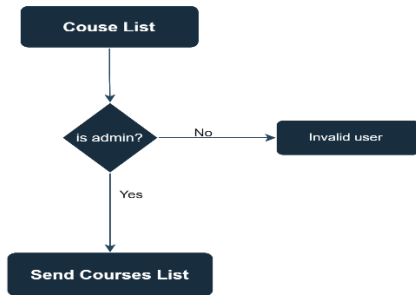 Couse List
is admin?
No
Invalid user
Yes
Send Courses List